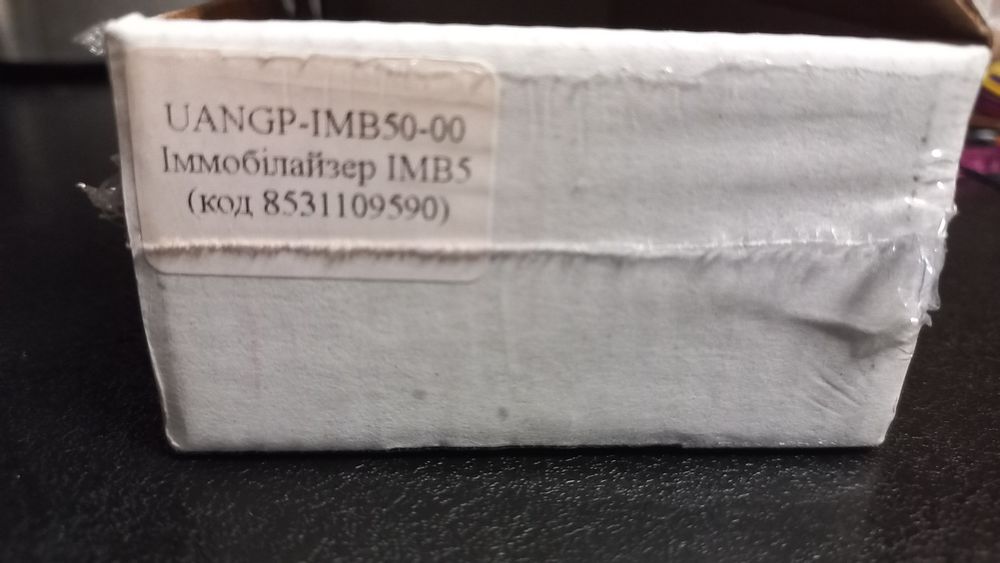 UANGP-IMB50-00
Іммобілайзер IMB5
(код 8531109590)